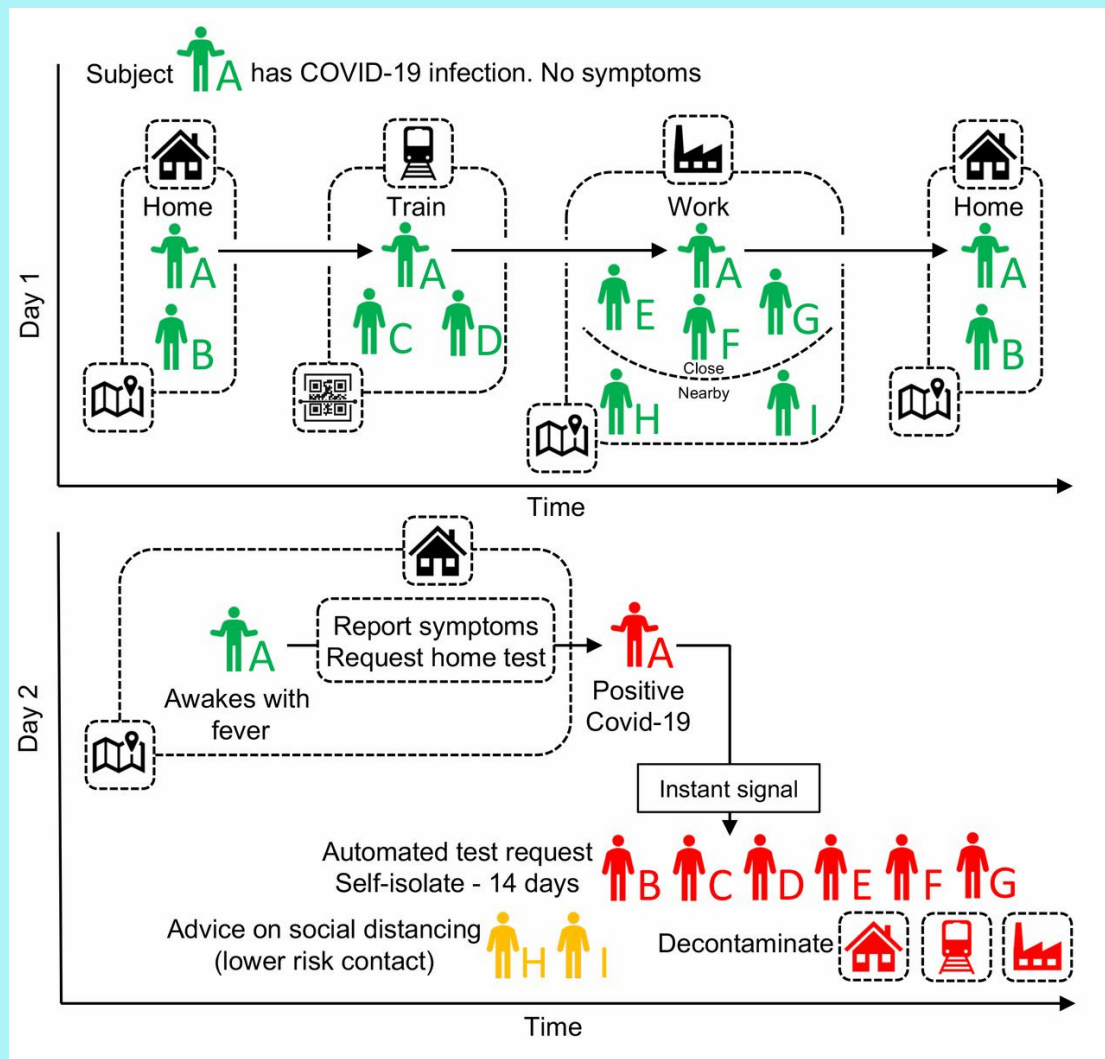 Subject A has COVID-19 infection. No symptoms
Home
Train
Work
Home
A
A
A
A
B
C
D
E
F
G
B
Close
Nearby
H
I
Day 1
Time
A
Report symptoms
Request home test
A
Awakes with
fever
Positive
Covid-19
Day 2
Instant signal
Automated test request
Self-isolate - 14 days
B C D E F G
Advice on social distancing
(lower risk contact)
H I
Decontaminate
Time